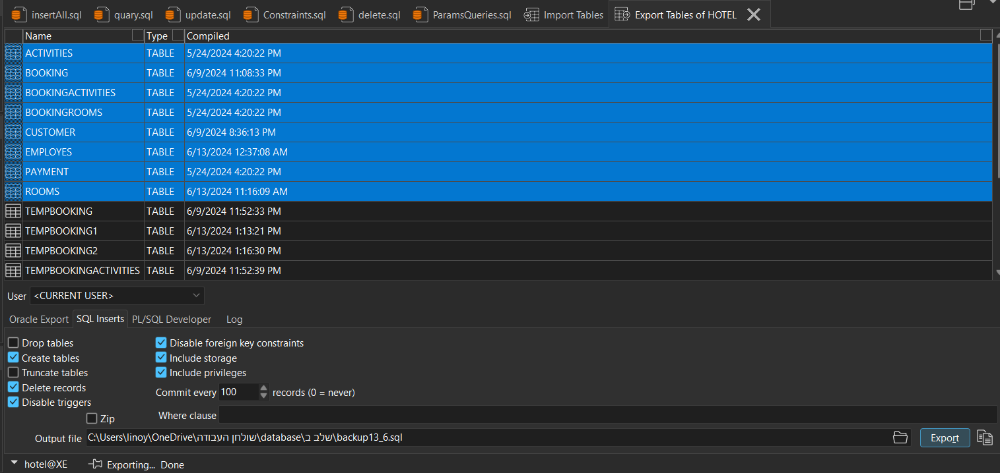 insertAll.sql quary.sql update.sql Constraints.sql delete.sql ParamsQueries.sql Import Tables Export Tables of HOTEL
Name Type Compiled
ACTIVITIES TABLE 5/24/2024 4:20:22 PM
BOOKING TABLE 6/9/2024 11:08:33 PM
BOOKINGACTIVITIES TABLE 5/24/2024 4:20:22 PM
BOOKINGROOMS TABLE 5/24/2024 4:20:22 PM
CUSTOMER TABLE 6/9/2024 8:36:13 PM
EMPLOYES TABLE 6/13/2024 12:37:08 AM
PAYMENT TABLE 5/24/2024 4:20:22 PM
ROOMS TABLE 6/13/2024 11:16:09 AM
TEMPBOOKING TABLE 6/9/2024 11:52:33 PM
TEMPBOOKING1 TABLE 6/13/2024 1:13:21 PM
TEMPBOOKING2 TABLE 6/13/2024 1:16:30 PM
TEMPBOOKINGACTIVITIES TABLE 6/9/2024 11:52:39 PM
User <CURRENT USER>
Oracle Export SQL Inserts PL/SQL Developer Log
Drop tables Disable foreign key constraints
Create tables Include storage
Truncate tables Include privileges
Delete records Commit every 100 records (0 = never)
Disable triggers
Zip Where clause
Output file C:\Users\linoy\OneDrive\שולחן העבודה\database\שלב ב\backup13_6.sql Export
hotel@XE Exporting... Done